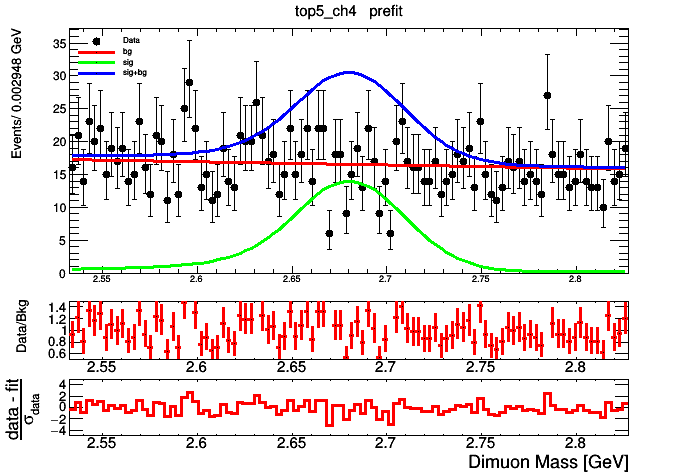 top5_ch4 prefit
Events/ 0.002948 GeV
35
30
25
20
15
10
5
0
Data
bg
sig
sig+bg
2.55 2.6 2.65 2.7 2.75 2.8
Data/Bkg
1.4
1.2
1.0
0.8
0.6
2.55 2.6 2.65 2.7 2.75 2.8
data - fit
σdata
4
2
0
−2
−4
2.55 2.6 2.65 2.7 2.75 2.8
Dimuon Mass [GeV]